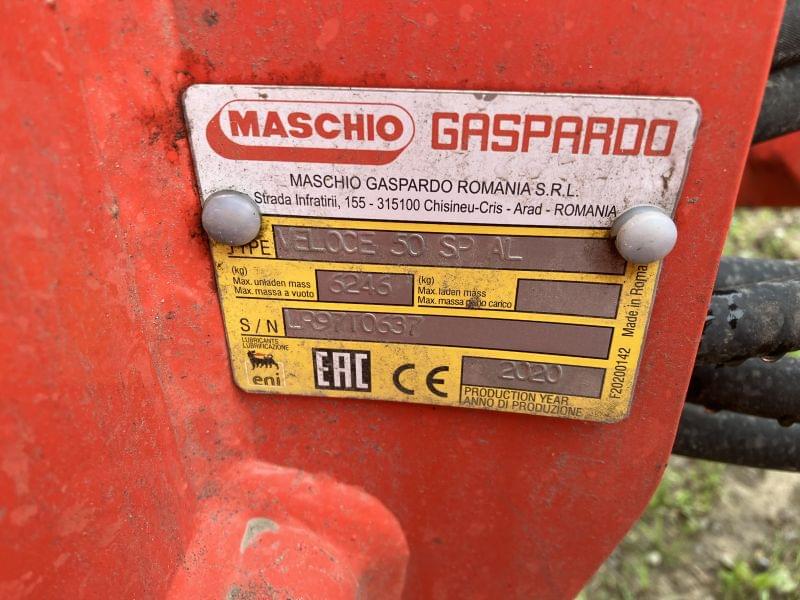 MASCHIO GASPARDO
MASCHIO GASPARDO ROMANIA S.R.L.
Strada Infratirii, 155 - 315100 Chisineu-Cris - Arad - ROMANIA
TYPE VELOCE 50 SP AL
(kg)
Max. unladen mass
Max. massa a vuoto
6246
(kg)
Max. laden mass
Max. massa pieno carico
S/N
LUBRICANTE
LUBRIFICAZIONE
eni
EAC
CE
2020
PRODUCTION YEAR
ANNO DI PRODUZIONE
Made in
F20200142